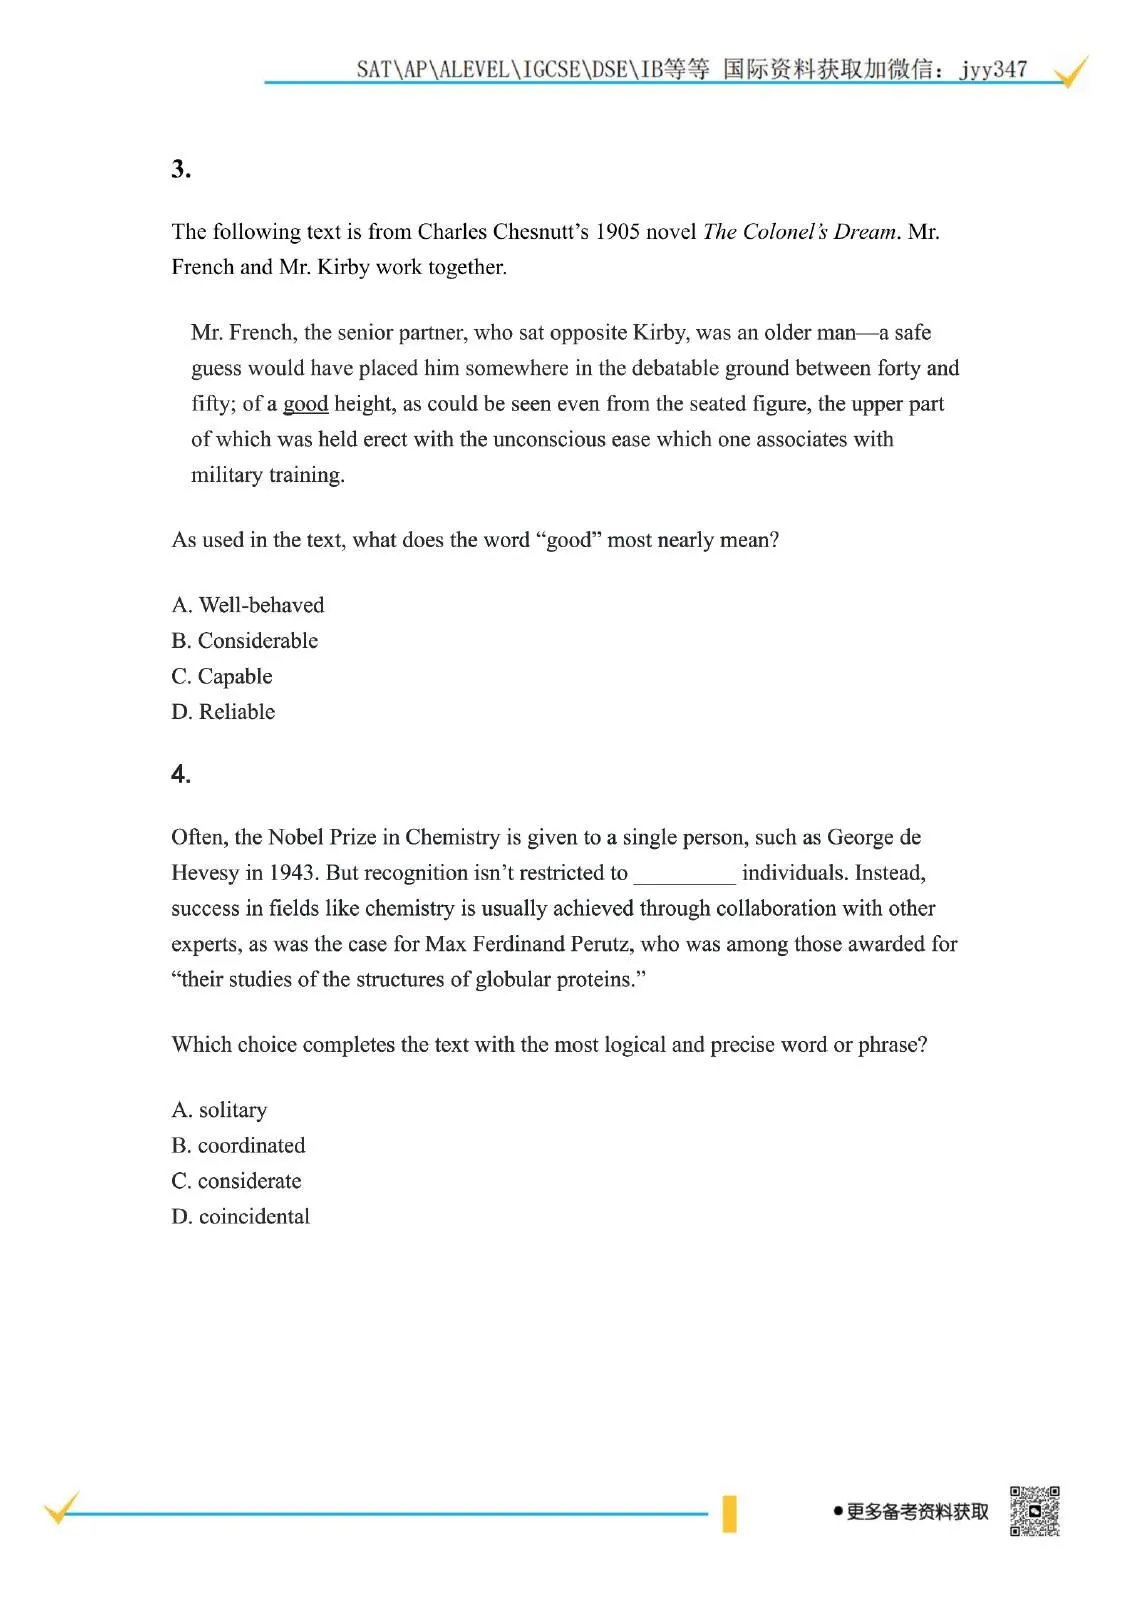 SAT\AP\ALEVEL\IGCSE\DSE\IB等等 国际资料获取加微信：jyy347
3.
The following text is from Charles Chesnutt’s 1905 novel The Colonel’s Dream. Mr.
French and Mr. Kirby work together.
Mr. French, the senior partner, who sat opposite Kirby, was an older man—a safe
guess would have placed him somewhere in the debatable ground between forty and
fifty; of a good height, as could be seen even from the seated figure, the upper part
of which was held erect with the unconscious ease which one associates with
military training.
As used in the text, what does the word “good” most nearly mean?
A. Well-behaved
B. Considerable
C. Capable
D. Reliable
4.
Often, the Nobel Prize in Chemistry is given to a single person, such as George de
Hevesy in 1943. But recognition isn’t restricted to _________ individuals. Instead,
success in fields like chemistry is usually achieved through collaboration with other
experts, as was the case for Max Ferdinand Perutz, who was among those awarded for
“their studies of the structures of globular proteins.”
Which choice completes the text with the most logical and precise word or phrase?
A. solitary
B. coordinated
C. considerate
D. coincidental
●更多备考资料获取